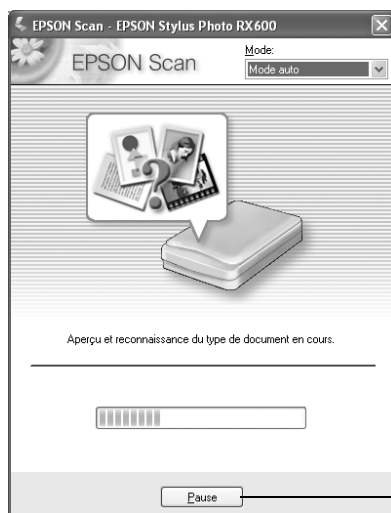 EPSON Scan - EPSON Stylus Photo RX600
EPSON Scan
Mode:
Mode auto
Aperçu et reconnaissance du type de document en cours.
Pause